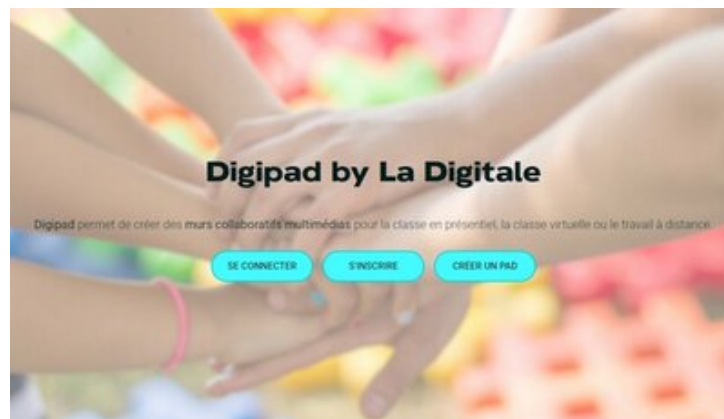 Digipad by La Digitale
Digipad permet de créer des murs collaboratifs multimédias pour la classe en présentiel, la classe virtuelle ou le travail à distance.
SE CONNECTER
S'INSCRIRE
CRÉER UN PAD